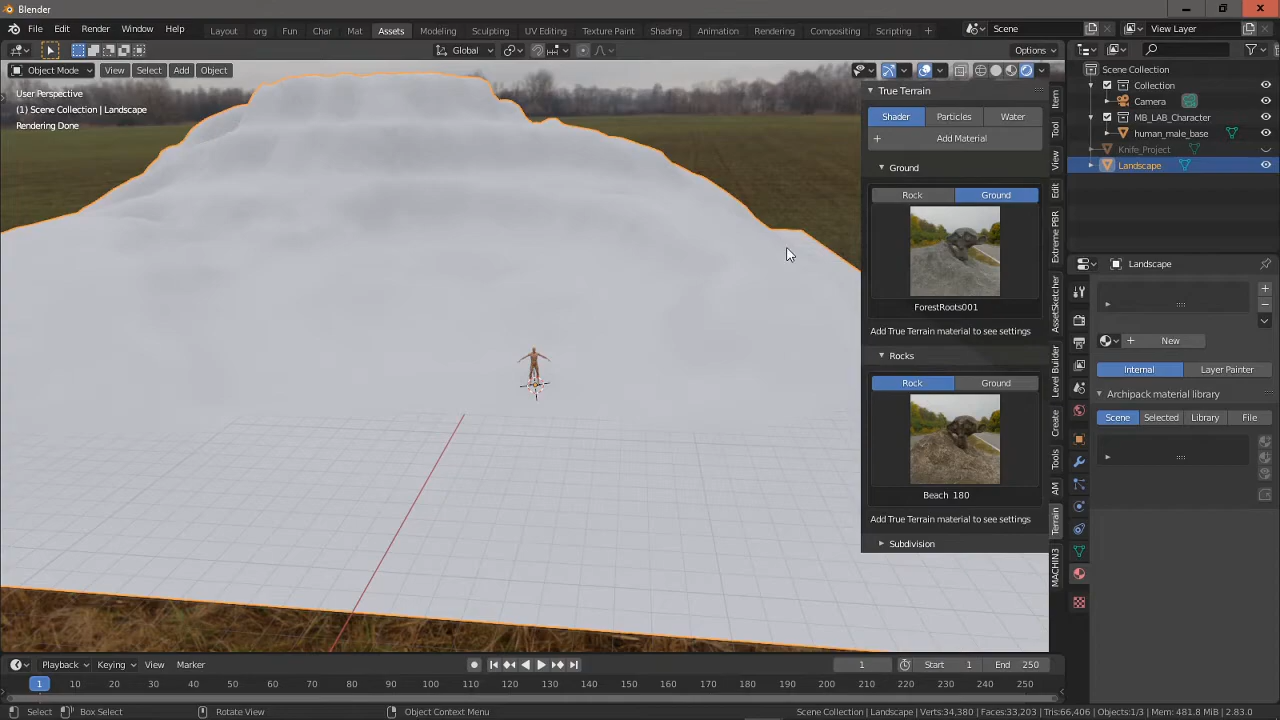 Blender
File Edit Render Window Help Layout org Fun Char Mat Assets Modeling Sculpting UV Editing Texture Paint Shading Animation Rendering Compositing Scripting + Scene View Layer
Global Options
Object Mode View Select Add Object
User Perspective
(1) Scene Collection | Landscape
Rendering Done
True Terrain
Shader Particles Water
+ Add Material
Ground
Rock Ground
ForestRoots001
Add True Terrain material to see settings
Rocks
Rock Ground
Beach 180
Add True Terrain material to see settings
Subdivision
Item
Tool
View
Edit
Extreme PBR
AssetSketcher
Level Builder
Create
Tools
AM
Terrain
MACHIN3
Scene Collection
Collection
Camera
MB_LAB_Character
human_male_base
Knife_Project
Landscape
Landscape
New
Internal Layer Painter
Archipack material library
Scene Selected Library File
Playback Keying View Marker 1 Start 1 End 250
1 10 20 30 40 50 60 70 80 90 100 110 120 130 140 150 160 170 180 190 200 210 220 230 240 250
Select Box Select Rotate View Object Context Menu Scene Collection | Landscape | Verts:34,380 | Faces:33,203 | Tris:66,406 | Objects:1/3 | Mem: 481.8 MiB | 2.83.0